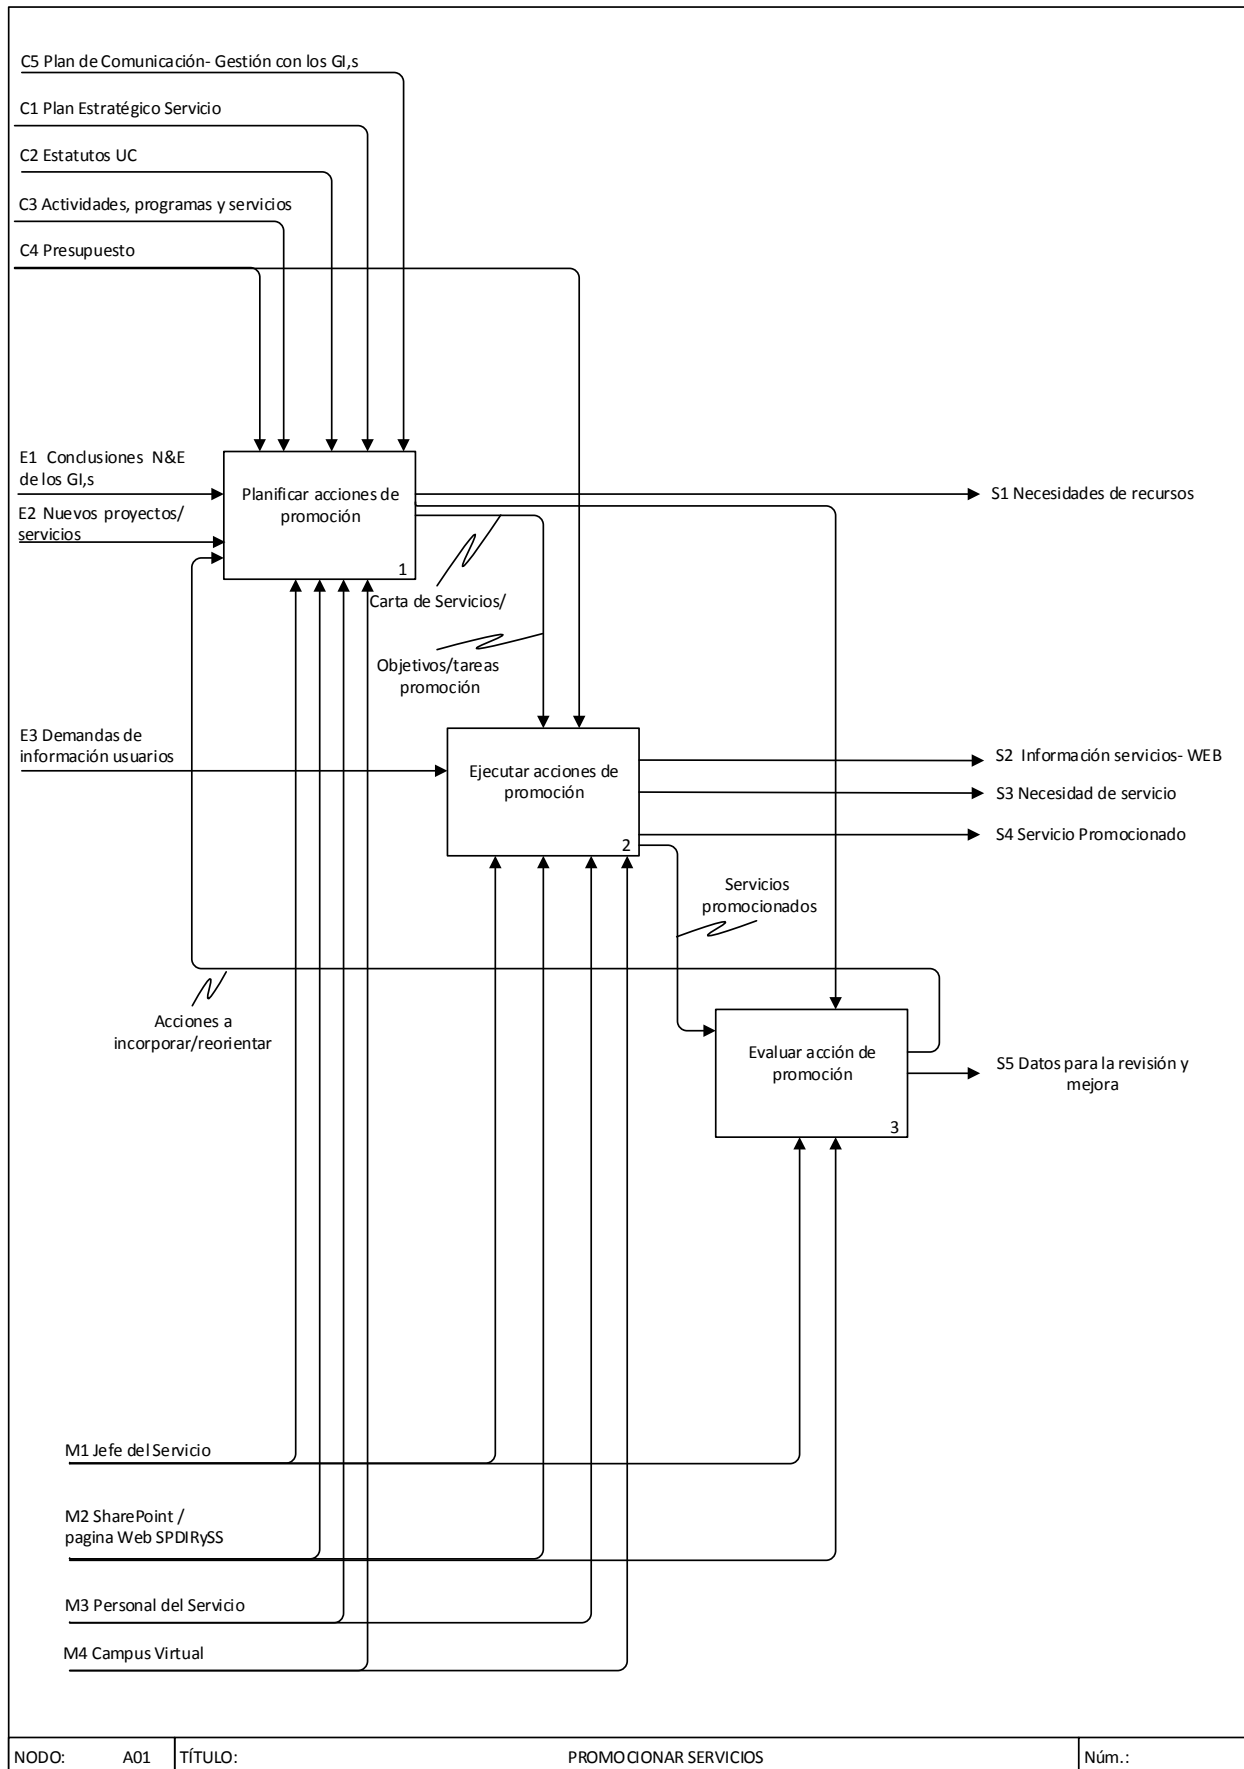 C5 Plan de Comunicación- Gestión con los GI,s
C1 Plan Estratégico Servicio
C2 Estatutos UC
C3 Actividades, programas y servicios
C4 Presupuesto
E1 Conclusiones N&E
de los GI,s
E2 Nuevos proyectos/
servicios
Planificar acciones de
promoción
1
S1 Necesidades de recursos
Carta de Servicios/
Objetivos/tareas
promoción
E3 Demandas de
información usuarios
Ejecutar acciones de
promoción
2
S2 Información servicios- WEB
S3 Necesidad de servicio
S4 Servicio Promocionado
Servicios
promocionados
Acciones a
incorporar/reorientar
Evaluar acción de
promoción
3
S5 Datos para la revisión y
mejora
M1 Jefe del Servicio
M2 SharePoint /
pagina Web SPDIRySS
M3 Personal del Servicio
M4 Campus Virtual
NODO: A01 TÍTULO: PROMOCIONAR SERVICIOS Núm.: